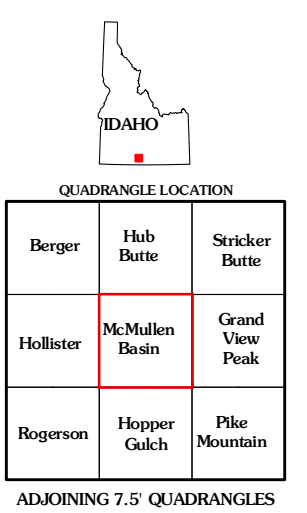 IDAHO
QUADRANGLE LOCATION
Berger
Hub
Butte
Stricker
Butte
Hollister
McMullen
Basin
Grand
View
Peak
Rogerson
Hopper
Gulch
Pike
Mountain
ADJOINING 7.5' QUADRANGLES